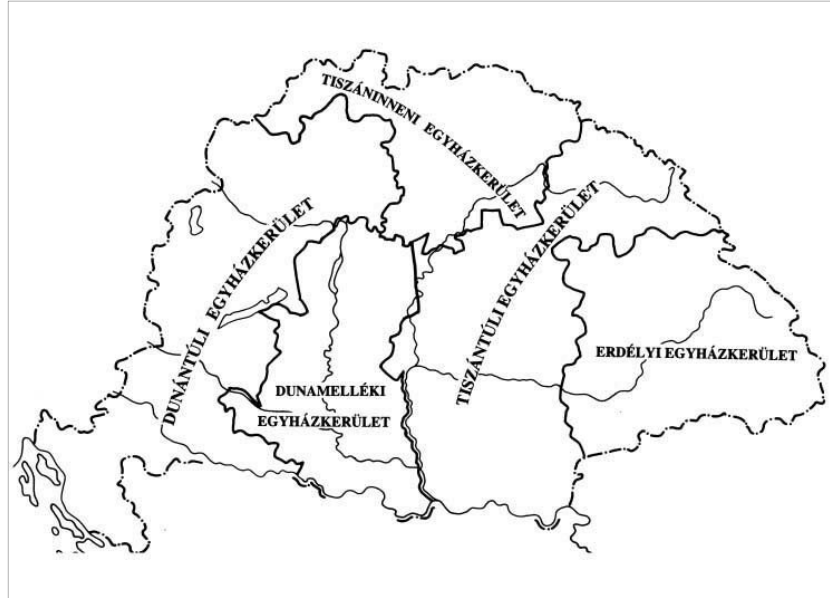 TISZÁNINNENI EGYHÁZKERÜLET
DUNÁNTÚLI EGYHÁZKERÜLET
TISZÁNTÚLI EGYHÁZKERÜLET
ERDÉLYI EGYHÁZKERÜLET
DUNAMELLÉKI
EGYHÁZKERÜLET